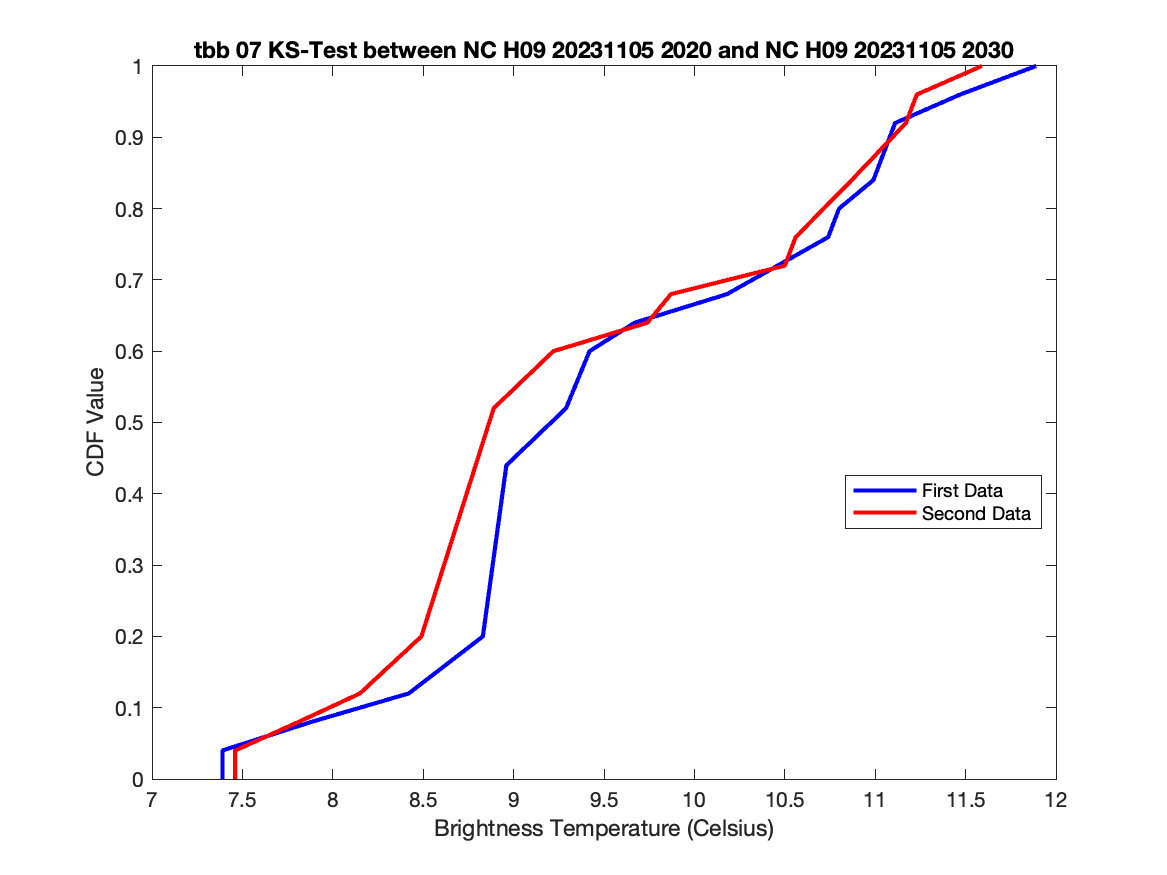 tbb 07 KS-Test between NC H09 20231105 2020 and NC H09 20231105 2030
1
0.9
0.8
0.7
0.6
0.5
0.4
0.3
0.2
0.1
0
CDF Value
First Data
Second Data
7 7.5 8 8.5 9 9.5 10 10.5 11 11.5 12
Brightness Temperature (Celsius)